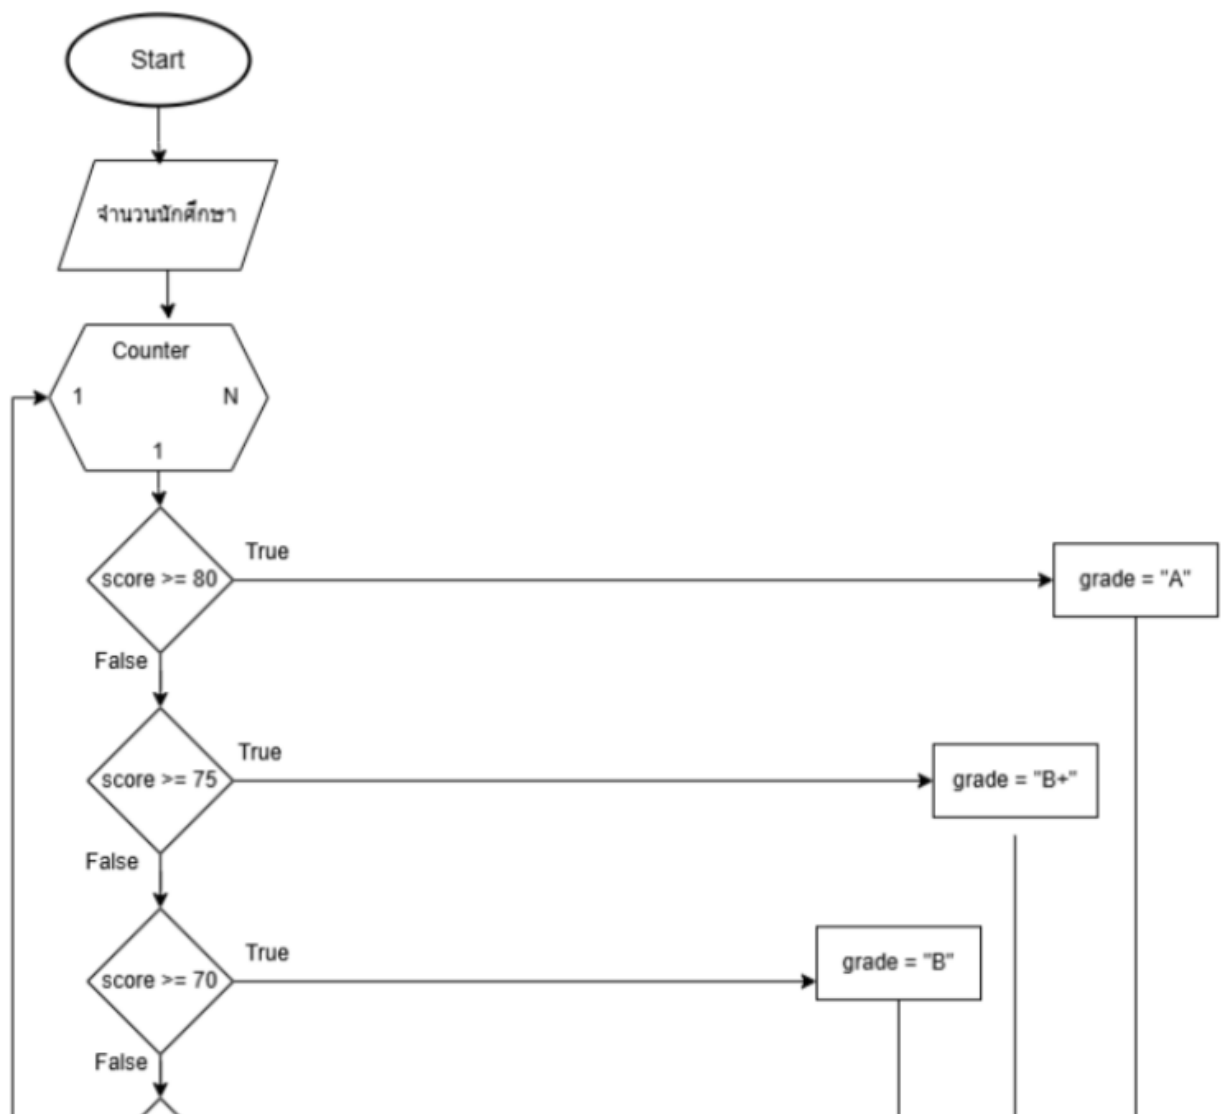 Start
จำนวนนักศึกษา
Counter
1 N
1
True
score >= 80
grade = "A"
False
True
score >= 75
grade = "B+"
False
True
score >= 70
grade = "B"
False